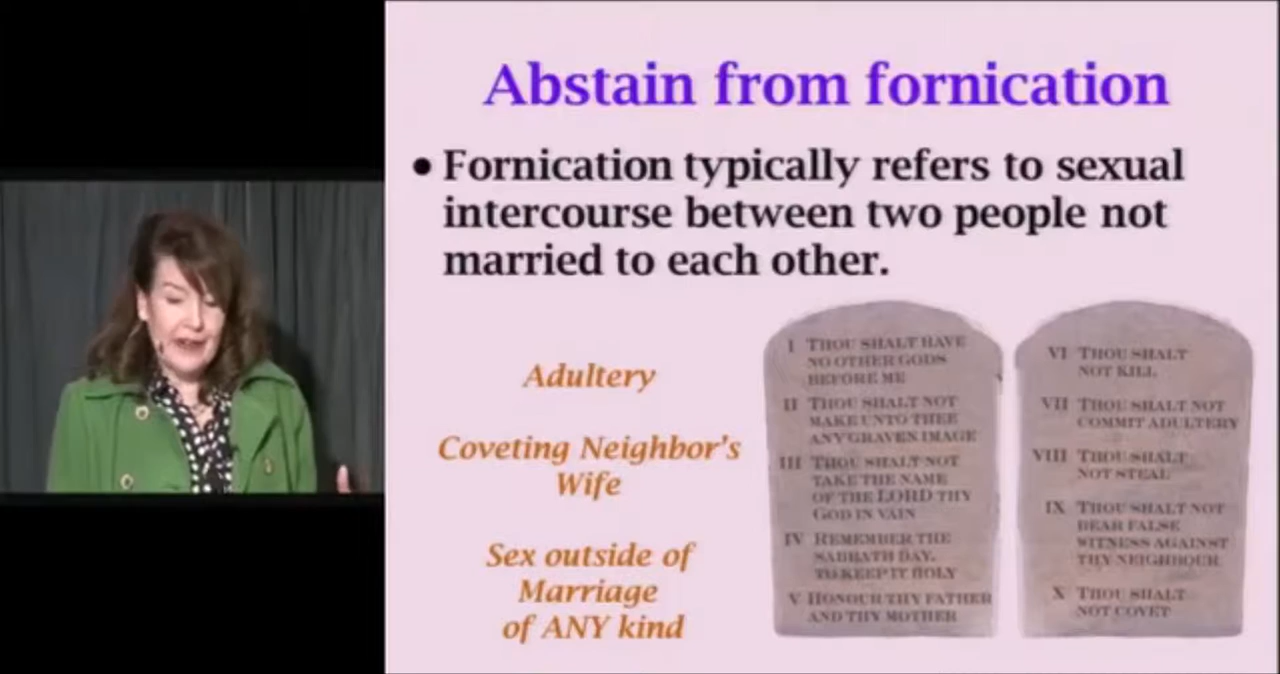 Abstain from fornication
• Fornication typically refers to sexual
intercourse between two people not
married to each other.
Adultery
Coveting Neighbor's
Wife
Sex outside of
Marriage
of ANY kind
I THOU SHALT HAVE
NO OTHER GODS
BEFORE ME
II THOU SHALT NOT
MAKE UNTO THEE
ANY GRAVEN IMAGE
III THOU SHALT NOT
TAKE THE NAME
OF THE LORD THY
GOD IN VAIN
IV REMEMBER THE
SABBATH DAY,
TO KEEP IT HOLY
V HONOUR THY FATHER
AND THY MOTHER
VI THOU SHALT
NOT KILL
VII THOU SHALT NOT
COMMIT ADULTERY
VIII THOU SHALT
NOT STEAL
IX THOU SHALT NOT
BEAR FALSE
WITNESS AGAINST
THY NEIGHBOUR
X THOU SHALT
NOT COVET